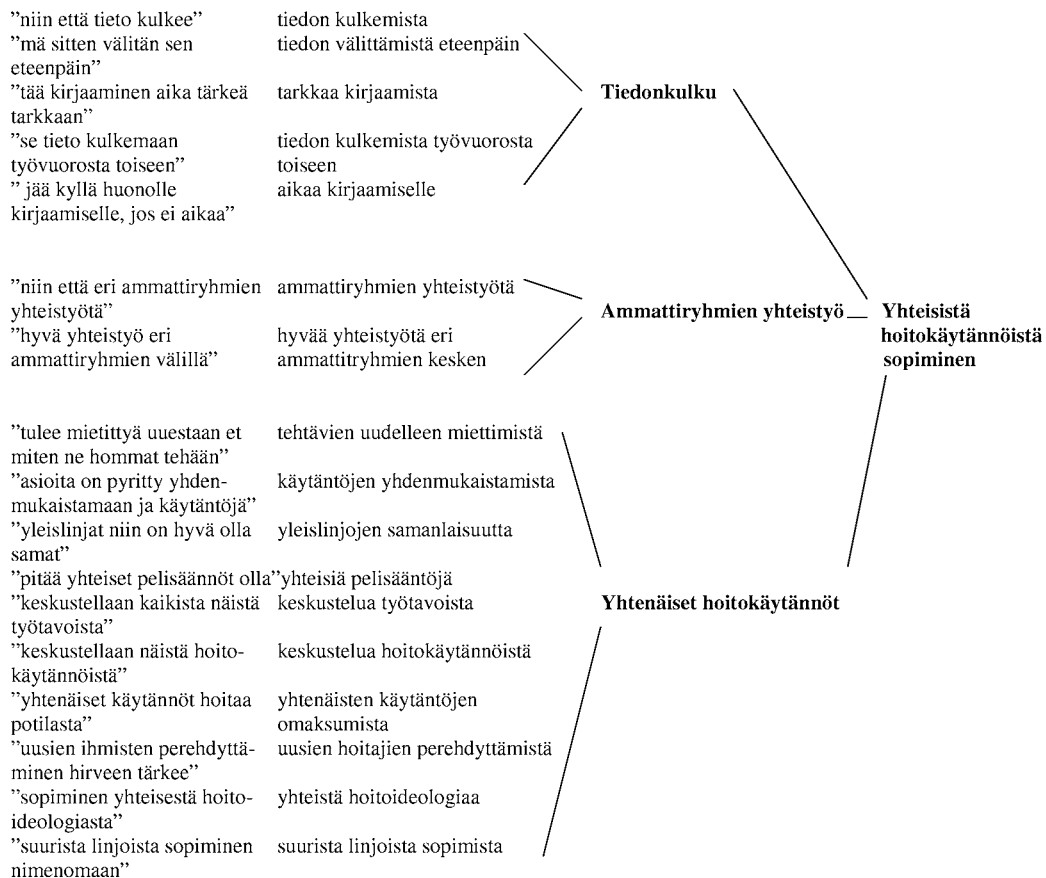 ”niin että tieto kulkee” tiedon kulkemista
”mä sitten välitän sen tiedon välittämistä eteenpäin
eteenpäin”
”tää kirjaaminen aika tärkeä tarkkaa kirjaamista Tiedonkulku
tarkkaan”
”se tieto kulkemaan tiedon kulkemista työvuorosta
työvuorosta toiseen” toiseen
” jää kyllä huonolle aikaa kirjaamiselle
kirjaamiselle, jos ei aikaa”
”niin että eri ammattiryhmien ammattiryhmien yhteistyötä
yhteistyötä” Ammattiryhmien yhteistyö Yhteisistä
”hyvä yhteistyö eri hyvää yhteistyötä eri hoitokäytännöistä
ammattiryhmien välillä” ammattitryhmien kesken sopiminen
”tulee mietittyä uuestaan et tehtävien uudelleen miettimistä
miten ne hommat tehään”
”asioita on pyritty yhden- käytäntöjen yhdenmukaistamista
mukaistamaan ja käytäntöjä”
”yleislinjat niin on hyvä olla yleislinjojen samanlaisuutta
samat”
”pitää yhteiset pelisäännöt olla”yhteisiä pelisääntöjä
”keskustellaan kaikista näistä keskustelua työtavoista Yhtenäiset hoitokäytännöt
työtavoista”
”keskustellaan näistä hoito- keskustelua hoitokäytännöistä
käytännöistä”
”yhtenäiset käytännöt hoitaa yhtenäisten käytäntöjen
potilasta” omaksumista
”uusien ihmisten perehdyttä- uusien hoitajien perehdyttämistä
minen hirveen tärkee”
”sopiminen yhteisestä hoito- yhteistä hoitoideologiaa
ideologiasta”
”suurista linjoista sopiminen suurista linjoista sopimista
nimenomaan”